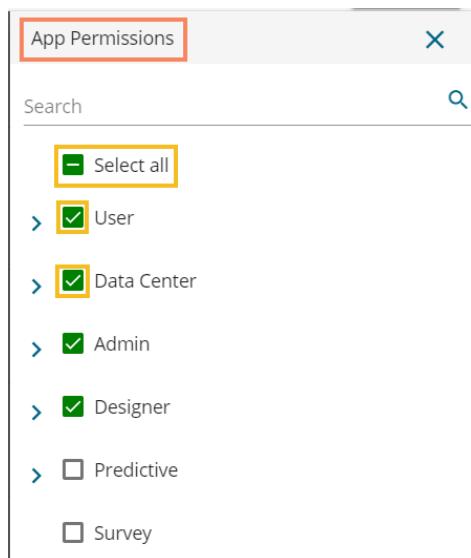 App Permissions
Search
Select all
User
Data Center
Admin
Designer
Predictive
Survey